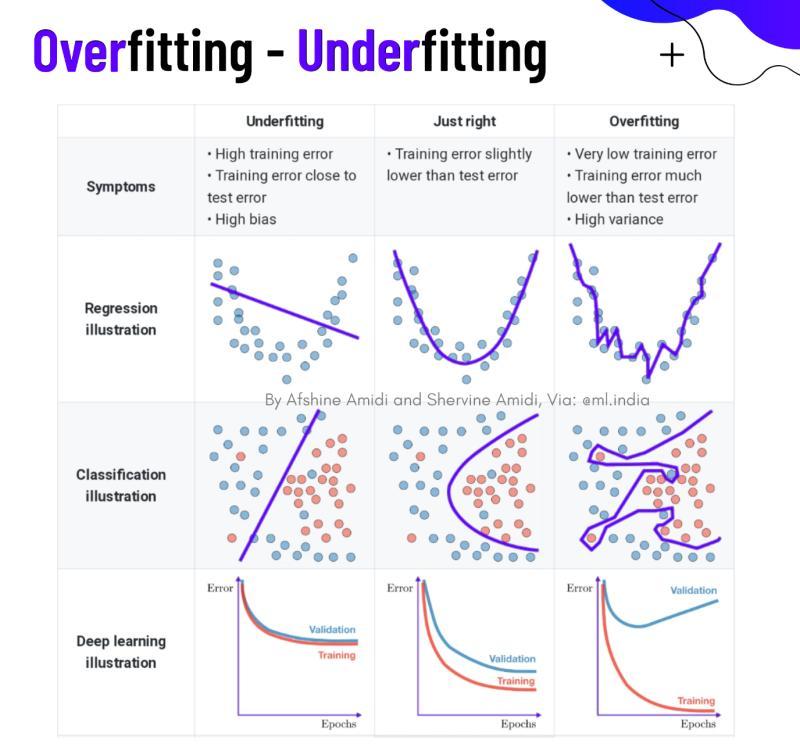 Overfitting - Underfitting
Underfitting
Just right
Overfitting
Symptoms
• High training error
• Training error close to
test error
• High bias
• Training error slightly
lower than test error
• Very low training error
• Training error much
lower than test error
• High variance
Regression
illustration
By Afshine Amidi and Shervine Amidi, Via: @ml.india
Classification
illustration
Deep learning
illustration
Error
Validation
Training
Epochs
Error
Validation
Training
Epochs
Error
Validation
Training
Epochs